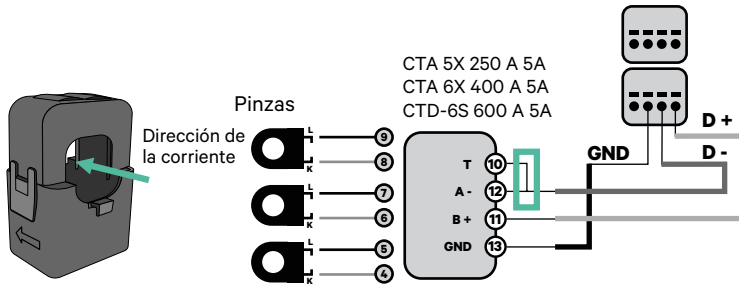 CTA 5X 250 A 5A
CTA 6X 400 A 5A
CTD-6S 600 A 5A
Pinzas
Dirección de
la corriente
L
K
9
8
L
K
7
6
L
K
5
4
T 10
A - 12
B + 11
GND 13
GND
D +
D -